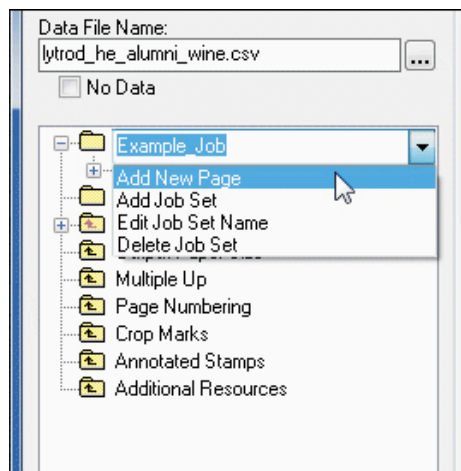 Data File Name:
lytrod_he_alumni_wine.csv
...
No Data
Example_Job
Add New Page
Add Job Set
Edit Job Set Name
Delete Job Set
Multiple Up
Page Numbering
Crop Marks
Annotated Stamps
Additional Resources